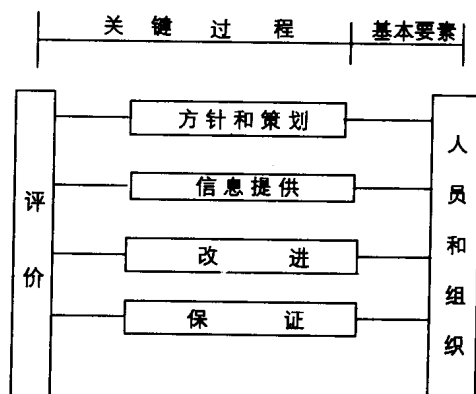 关键过程
基本要素
方针和策划
信息提供
改进
保证
评价
人员和组织